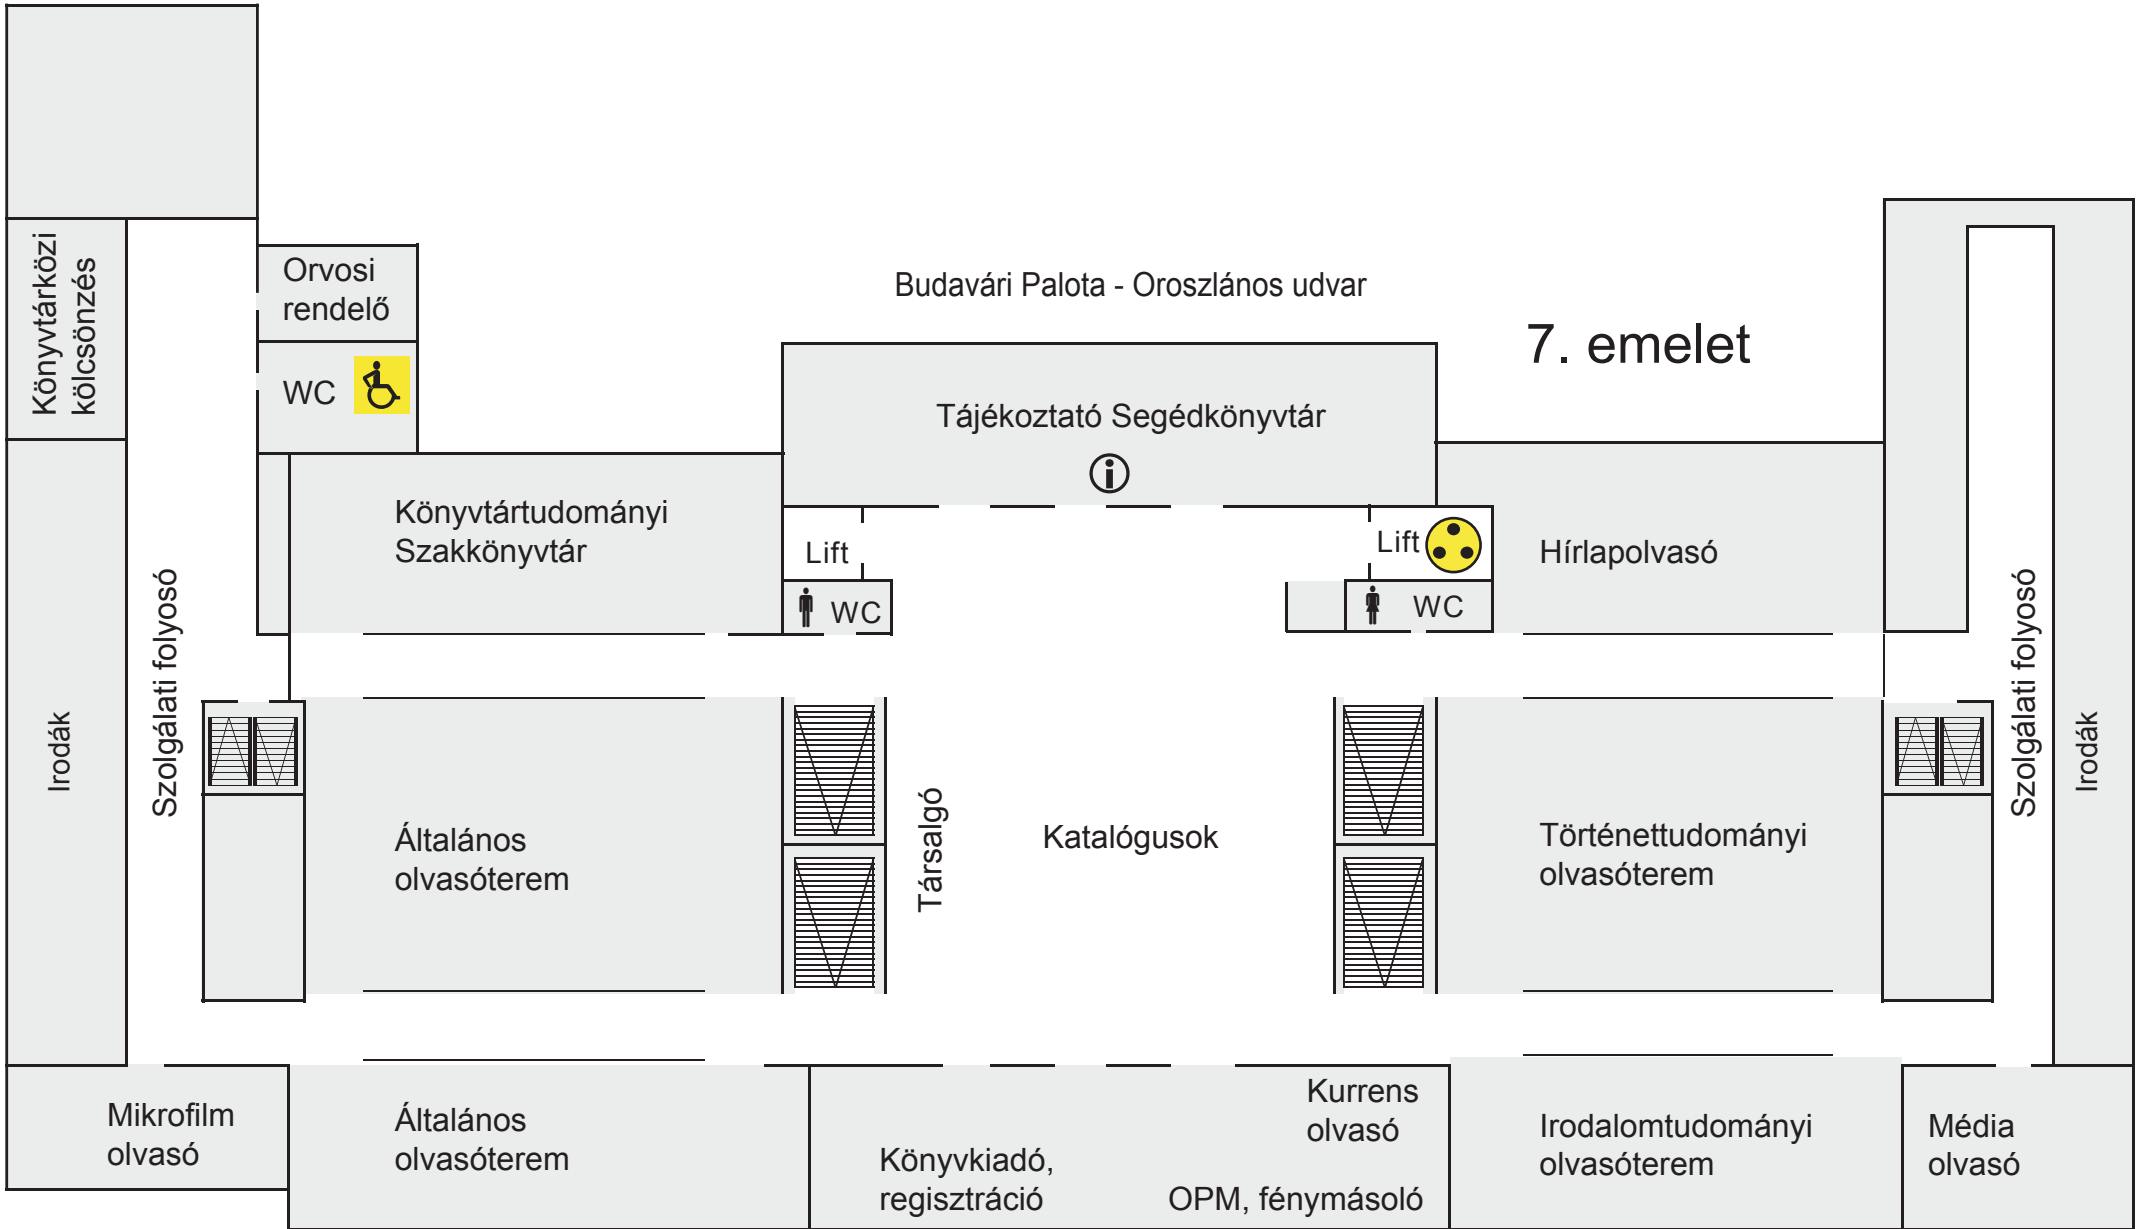 Könyvtárközi
kölcsönzés
Orvosi
rendelő
WC
Budavári Palota - Oroszlános udvar
7. emelet
Tájékoztató Segédkönyvtár
i
Könyvtártudományi
Szakkönyvtár
Lift
WC
Lift
WC
Hírlapolvasó
Irodák
Szolgálati folyosó
Szolgálati folyosó
Irodák
Általános
olvasóterem
Társalgó
Katalógusok
Történettudományi
olvasóterem
Mikrofilm
olvasó
Általános
olvasóterem
Könyvkiadó,
regisztráció
Kurrens
olvasó
OPM, fénymásoló
Irodalomtudományi
olvasóterem
Média
olvasó